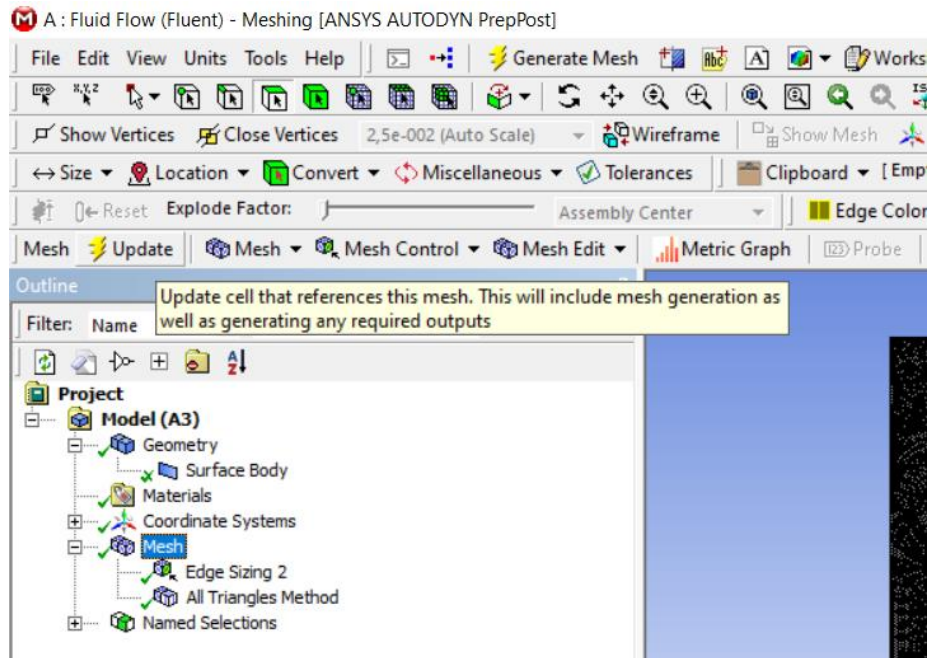 A : Fluid Flow (Fluent) - Meshing [ANSYS AUTODYN PrepPost]
File Edit View Units Tools Help Generate Mesh Works
Show Vertices Close Vertices 2,5e-002 (Auto Scale) Wireframe Show Mesh
Size Location Convert Miscellaneous Tolerances Clipboard [Emp
Reset Explode Factor: Assembly Center Edge Color
Mesh Update Mesh Mesh Control Mesh Edit Metric Graph Probe
Outline
Update cell that references this mesh. This will include mesh generation as
well as generating any required outputs
Filter: Name
Project
Model (A3)
Geometry
Surface Body
Materials
Coordinate Systems
Mesh
Edge Sizing 2
All Triangles Method
Named Selections